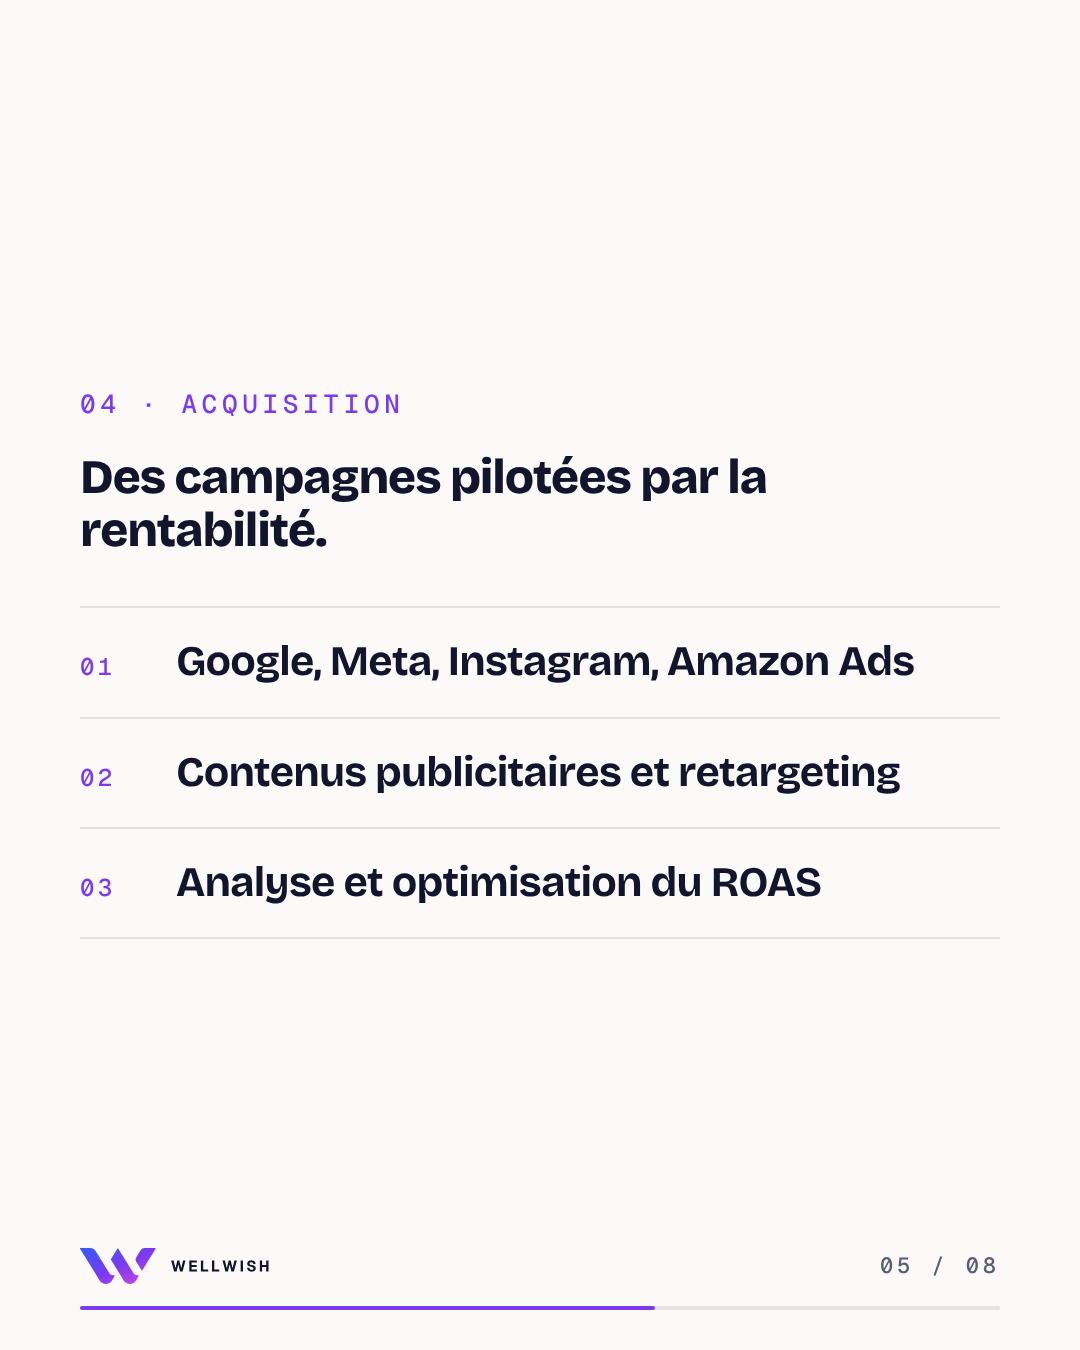 04 · ACQUISITION
Des campagnes pilotées par la
rentabilité.
01 Google, Meta, Instagram, Amazon Ads
02 Contenus publicitaires et retargeting
03 Analyse et optimisation du ROAS
WELLWISH
05 / 08